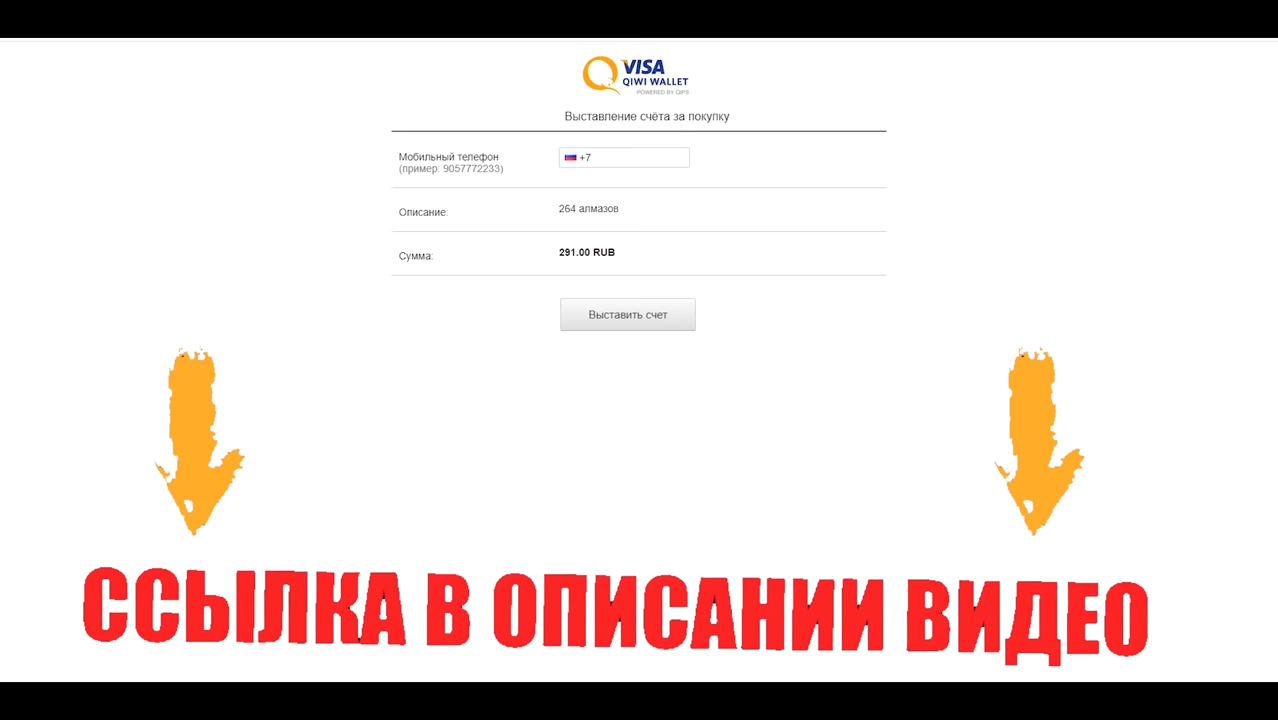 VISA
QIWI WALLET
POWERED BY QIPS
Выставление счёта за покупку
Мобильный телефон
(пример: 9057772233)
+7
Описание:
264 алмазов
Сумма:
291.00 RUB
Выставить счет
ССЫЛКА В ОПИСАНИИ ВИДЕО